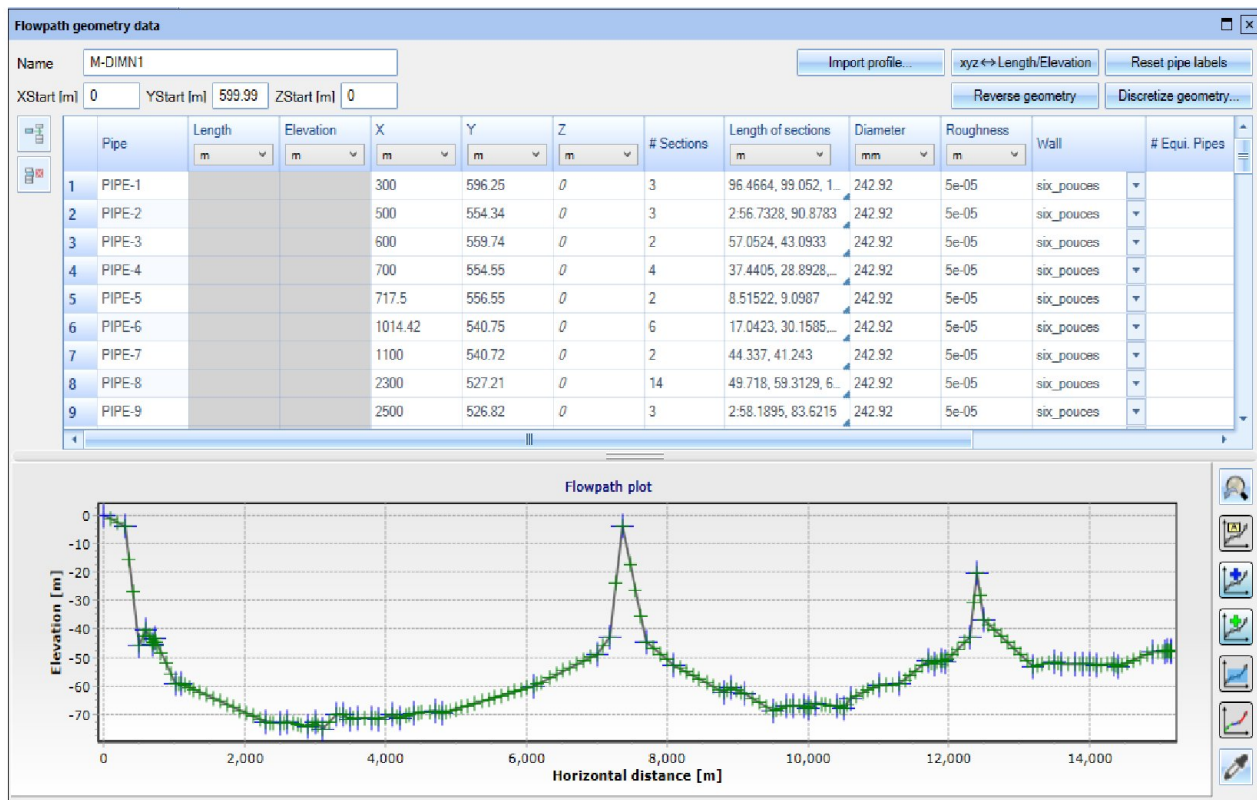 Flowpath geometry data
Name M-DIMN1 Import profile... xyz<->Length/Elevation Reset pipe labels
XStart [m] 0 YStart [m] 599.99 ZStart [m] 0 Reverse geometry Discretize geometry...
Pipe Length Elevation X Y Z # Sections Length of sections Diameter Roughness Wall # Equi. Pipes
m m m m m m mm m
1 PIPE-1 300 596.25 0 3 96.4664, 99.052, 1... 242.92 5e-05 six_pouces
2 PIPE-2 500 554.34 0 3 2:56.7328, 90.8783 242.92 5e-05 six_pouces
3 PIPE-3 600 559.74 0 2 57.0524, 43.0933 242.92 5e-05 six_pouces
4 PIPE-4 700 554.55 0 4 37.4405, 28.8928,... 242.92 5e-05 six_pouces
5 PIPE-5 717.5 556.55 0 2 8.51522, 9.0987 242.92 5e-05 six_pouces
6 PIPE-6 1014.42 540.75 0 6 17.0423, 30.1585,... 242.92 5e-05 six_pouces
7 PIPE-7 1100 540.72 0 2 44.337, 41.243 242.92 5e-05 six_pouces
8 PIPE-8 2300 527.21 0 14 49.718, 59.3129, 6... 242.92 5e-05 six_pouces
9 PIPE-9 2500 526.82 0 3 2:58.1895, 83.6215 242.92 5e-05 six_pouces
Flowpath plot
Elevation [m]
0
-10
-20
-30
-40
-50
-60
-70
0 2,000 4,000 6,000 8,000 10,000 12,000 14,000
Horizontal distance [m]